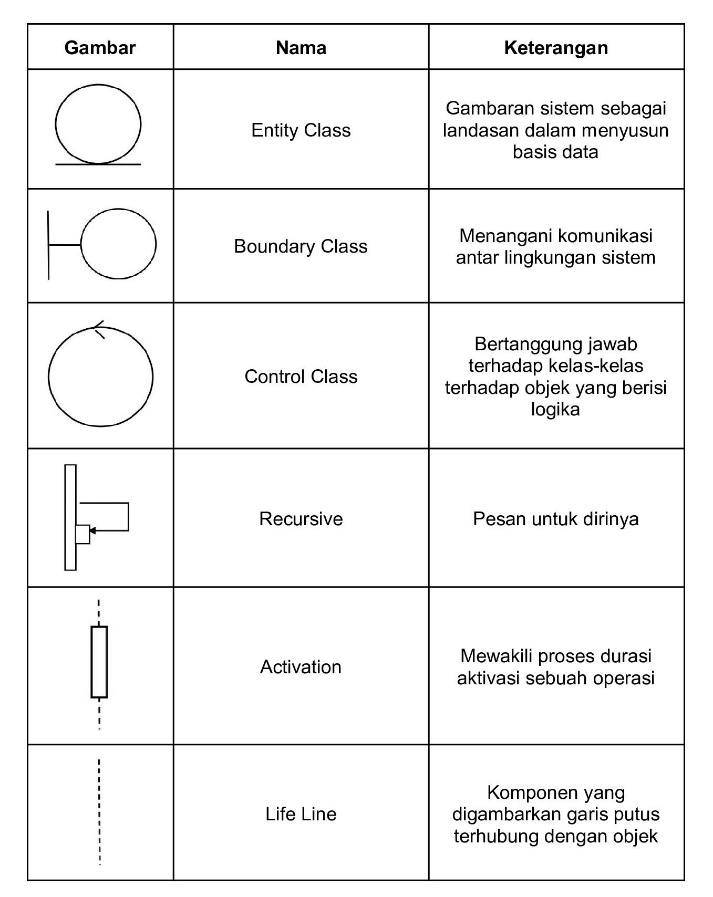 Gambar Nama Keterangan
Entity Class
Gambaran sistem sebagai
landasan dalam menyusun
basis data
Boundary Class
Menangani komunikasi
antar lingkungan sistem
Control Class
Bertanggung jawab
terhadap kelas-kelas
terhadap objek yang berisi
logika
Recursive
Pesan untuk dirinya
Activation
Mewakili proses durasi
aktivasi sebuah operasi
Life Line
Komponen yang
digambarkan garis putus
terhubung dengan objek